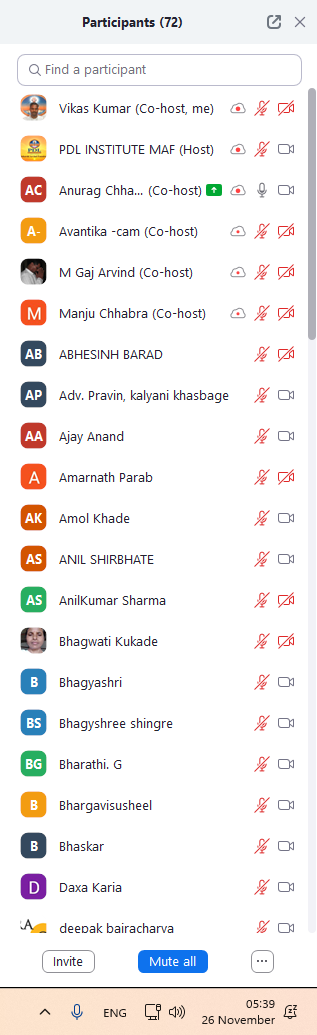 Participants (72)
Find a participant
Vikas Kumar (Co-host, me)
PDL
PDL INSTITUTE MAF (Host)
AC Anurag Chha... (Co-host)
A- Avantika -cam (Co-host)
M Gaj Arvind (Co-host)
M Manju Chhabra (Co-host)
AB ABHESINH BARAD
AP Adv. Pravin, kalyani khasbage
AA Ajay Anand
A Amarnath Parab
AK Amol Khade
AS ANIL SHIRBHATE
AS AnilKumar Sharma
Bhagwati Kukade
B Bhagyashri
BS Bhagyshree shingre
BG Bharathi. G
B Bhargavisusheel
B Bhaskar
D Daxa Karia
deepak bairacharya
Invite Mute all ...
05:39
ENG 26 November